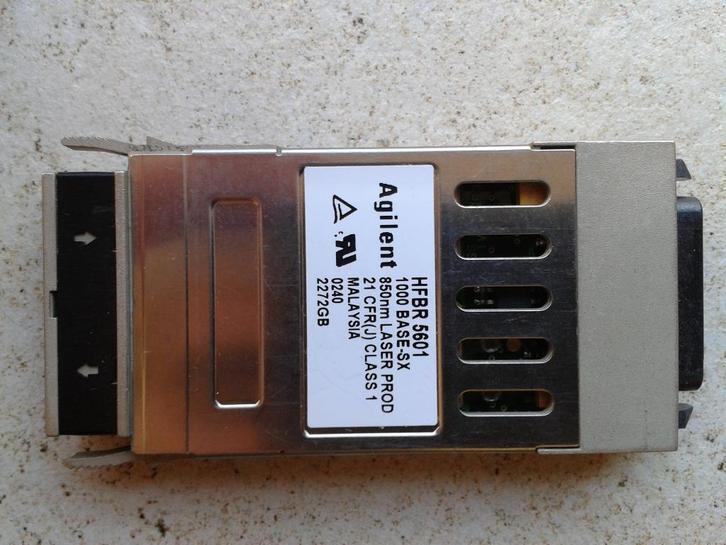 Agilent
HFBR 5601
1000 BASE-SX
850nm LASER PROD
21 CFR(J) CLASS 1
MALAYSIA
0240
2272GB